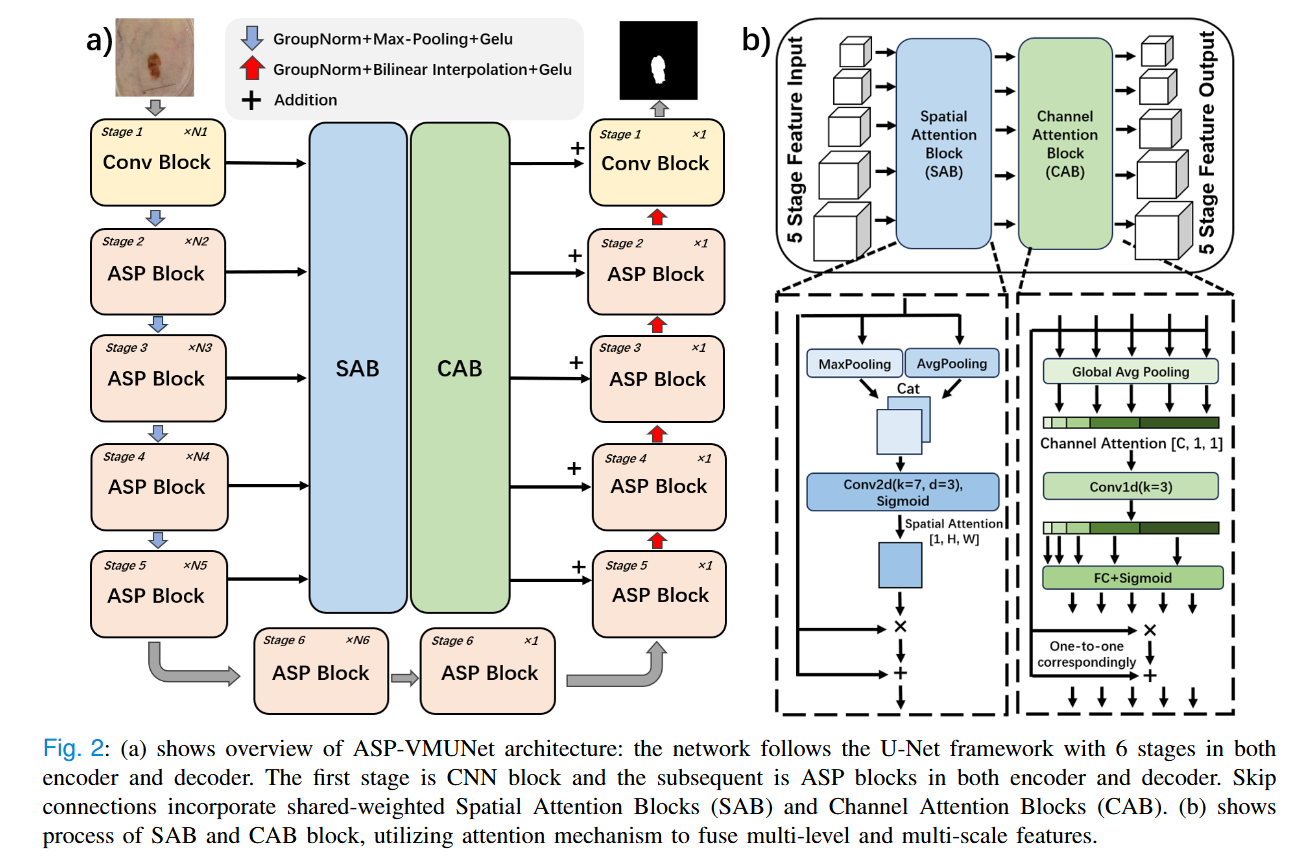 a)
GroupNorm+Max-Pooling+Gelu
GroupNorm+Bilinear Interpolation+Gelu
Addition
Stage 1 ×N1
Conv Block
Stage 2 ×N2
ASP Block
Stage 3 ×N3
ASP Block
Stage 4 ×N4
ASP Block
Stage 5 ×N5
ASP Block
SAB
CAB
Stage 6 ×N6
ASP Block
Stage 6 ×1
ASP Block
+
Stage 1 ×1
Conv Block
+
Stage 2 ×1
ASP Block
+
Stage 3 ×1
ASP Block
+
Stage 4 ×1
ASP Block
+
Stage 5 ×1
ASP Block
b)
5 Stage Feature Input
Spatial
Attention
Block
(SAB)
Channel
Attention
Block
(CAB)
5 Stage Feature Output
MaxPooling
AvgPooling
Cat
Conv2d(k=7, d=3),
Sigmoid
Spatial Attention
[1, H, W]
×
+
Global Avg Pooling
Channel Attention [C, 1, 1]
Conv1d(k=3)
FC+Sigmoid
×
One-to-one
correspondingly
+
Fig. 2: (a) shows overview of ASP-VMUNet architecture: the network follows the U-Net framework with 6 stages in both
encoder and decoder. The first stage is CNN block and the subsequent is ASP blocks in both encoder and decoder. Skip
connections incorporate shared-weighted Spatial Attention Blocks (SAB) and Channel Attention Blocks (CAB). (b) shows
process of SAB and CAB block, utilizing attention mechanism to fuse multi-level and multi-scale features.